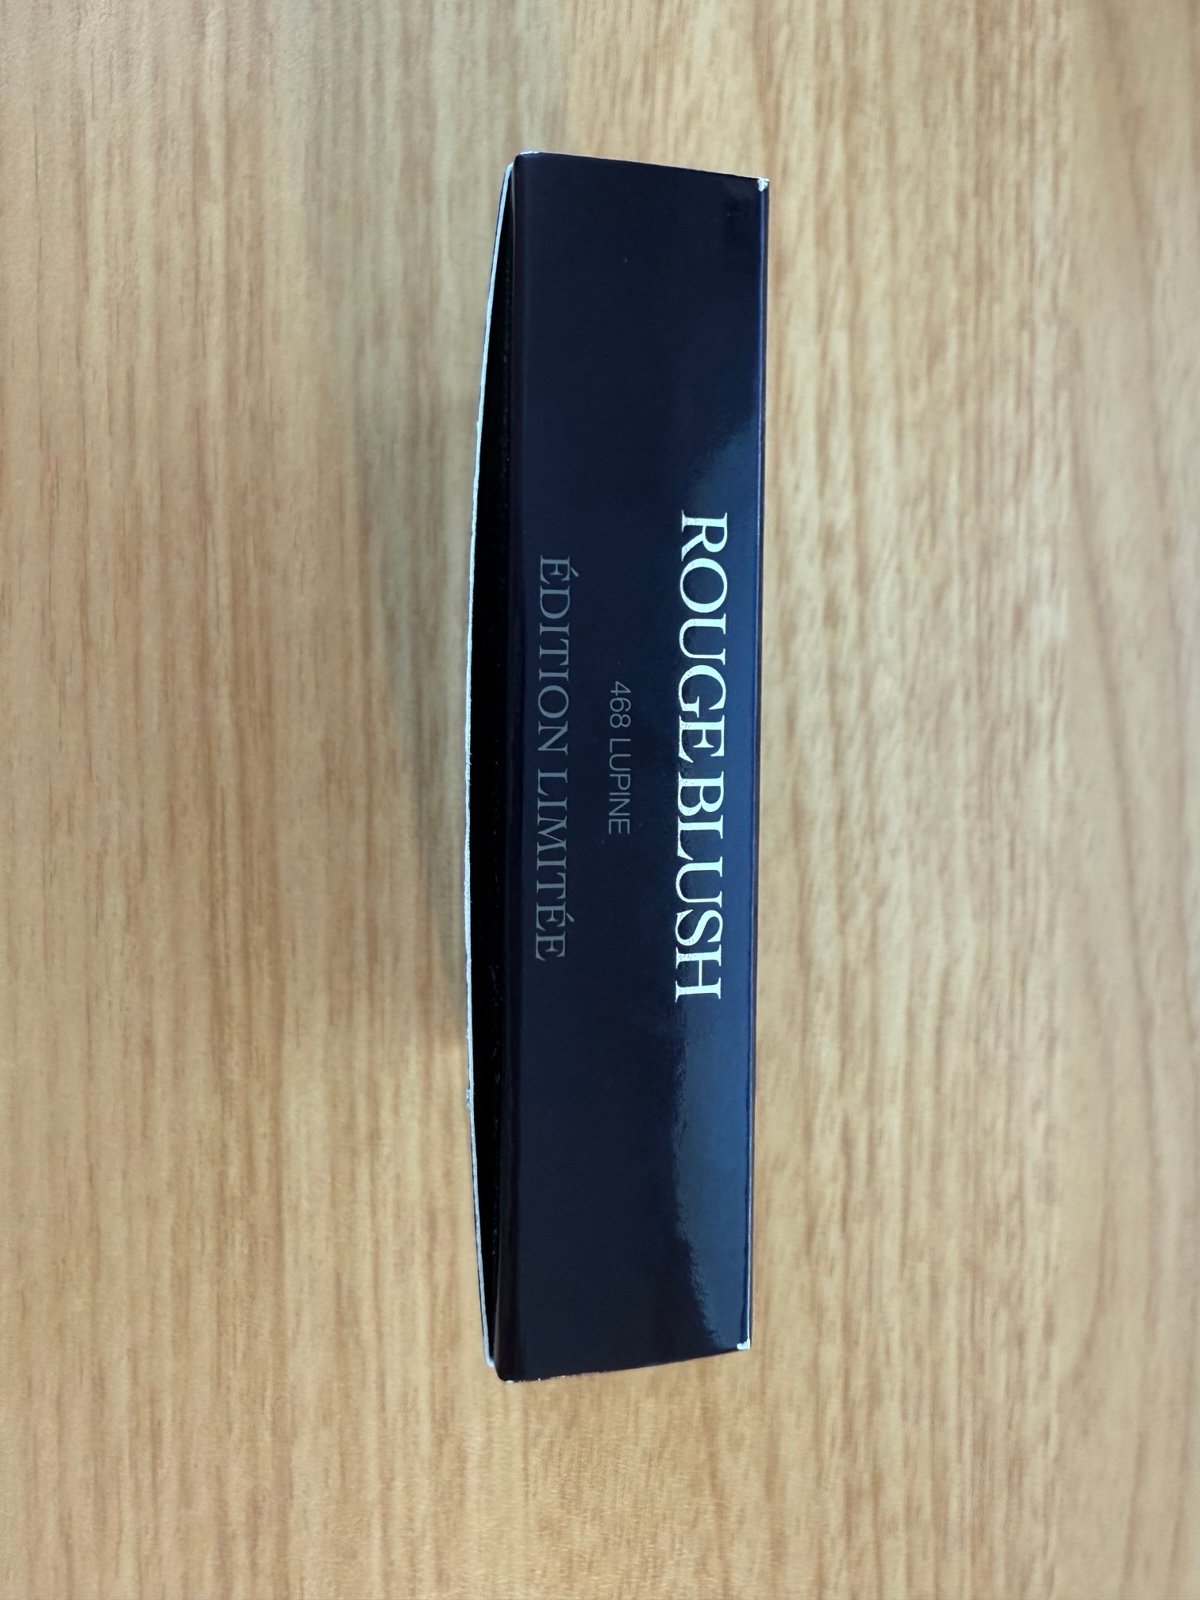 ROUGE BLUSH
468 LUPINE
ÉDITION LIMITÉE